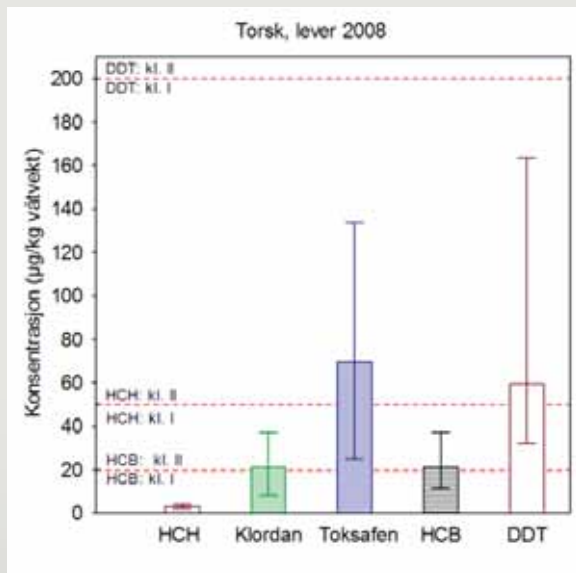 Torsk, lever 2008
Konsentrasjon (µg/kg våtvekt)
200
180
160
140
120
100
80
60
40
20
0
DDT: kl. II
DDT: kl. I
HCH: kl. II
HCH: kl. I
HCB: kl. II
HCB: kl. I
HCH Klordan Toksafen HCB DDT